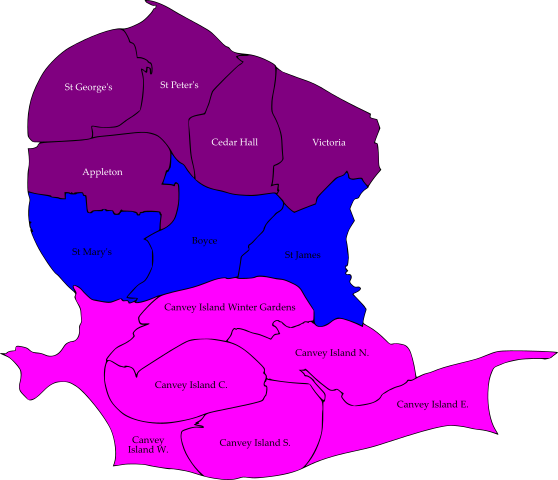 St George's
St Peter's
Cedar Hall
Victoria
Appleton
St Mary's
Boyce
St James
Canvey Island Winter Gardens
Canvey Island N.
Canvey Island C.
Canvey Island E.
Canvey
Island W.
Canvey Island S.